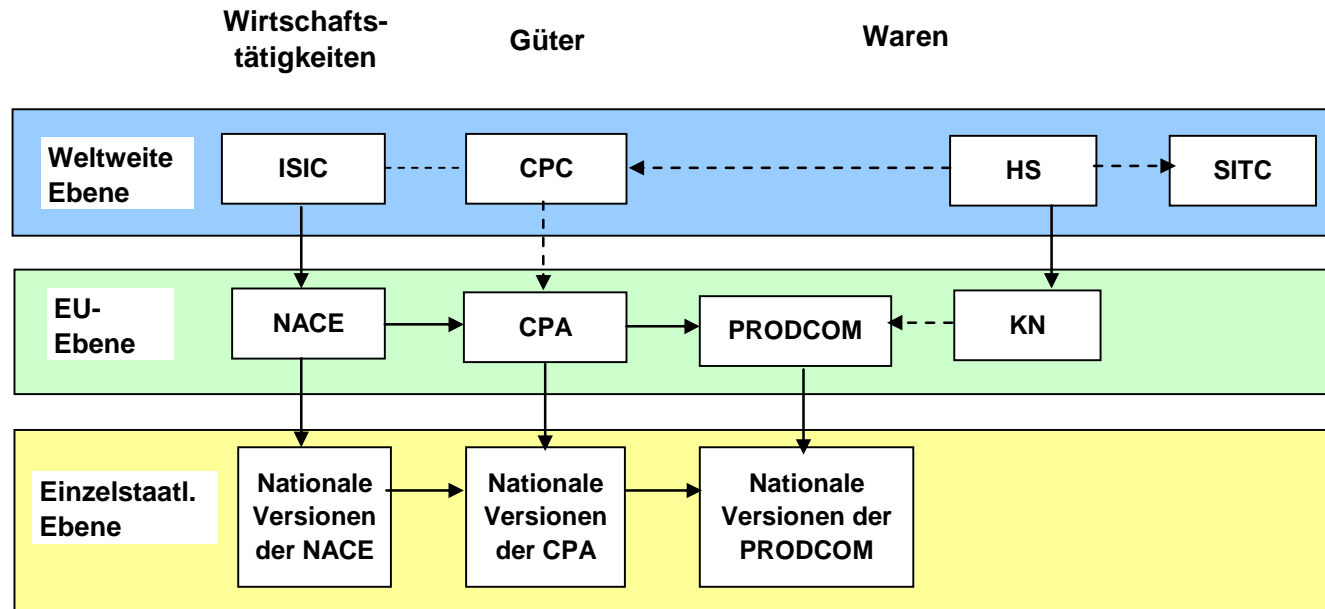 Wirtschafts-
tätigkeiten
Güter
Waren
Weltweite
Ebene
ISIC
CPC
HS
SITC
EU-
Ebene
NACE
CPA
PRODCOM
KN
Einzelstaatl.
Ebene
Nationale
Versionen
der NACE
Nationale
Versionen
der CPA
Nationale
Versionen der
PRODCOM